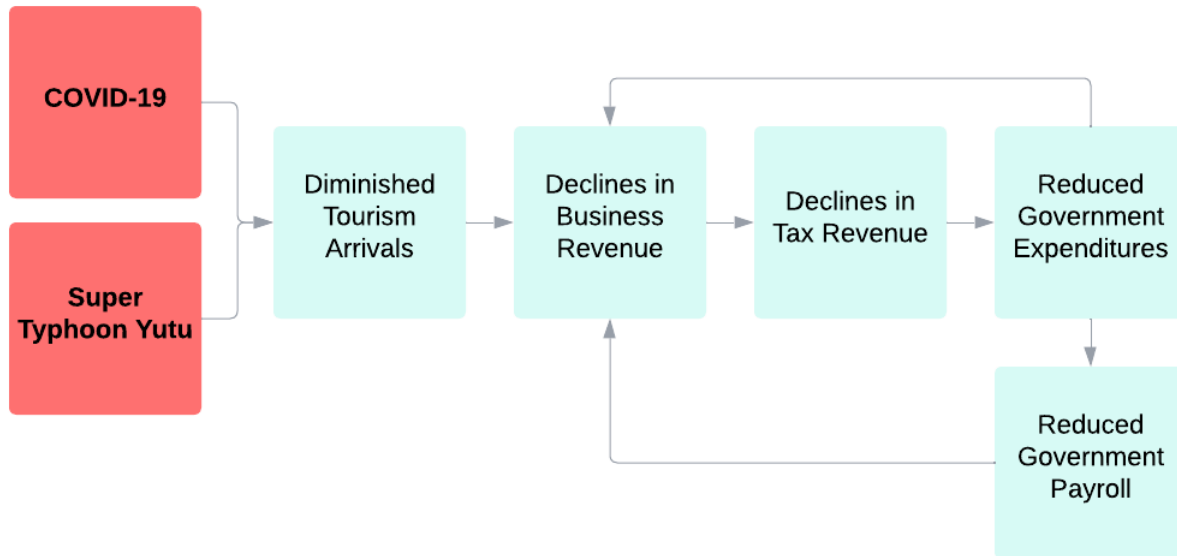 COVID-19
Super
Typhoon Yutu
Diminished
Tourism
Arrivals
Declines in
Business
Revenue
Declines in
Tax Revenue
Reduced
Government
Expenditures
Reduced
Government
Payroll